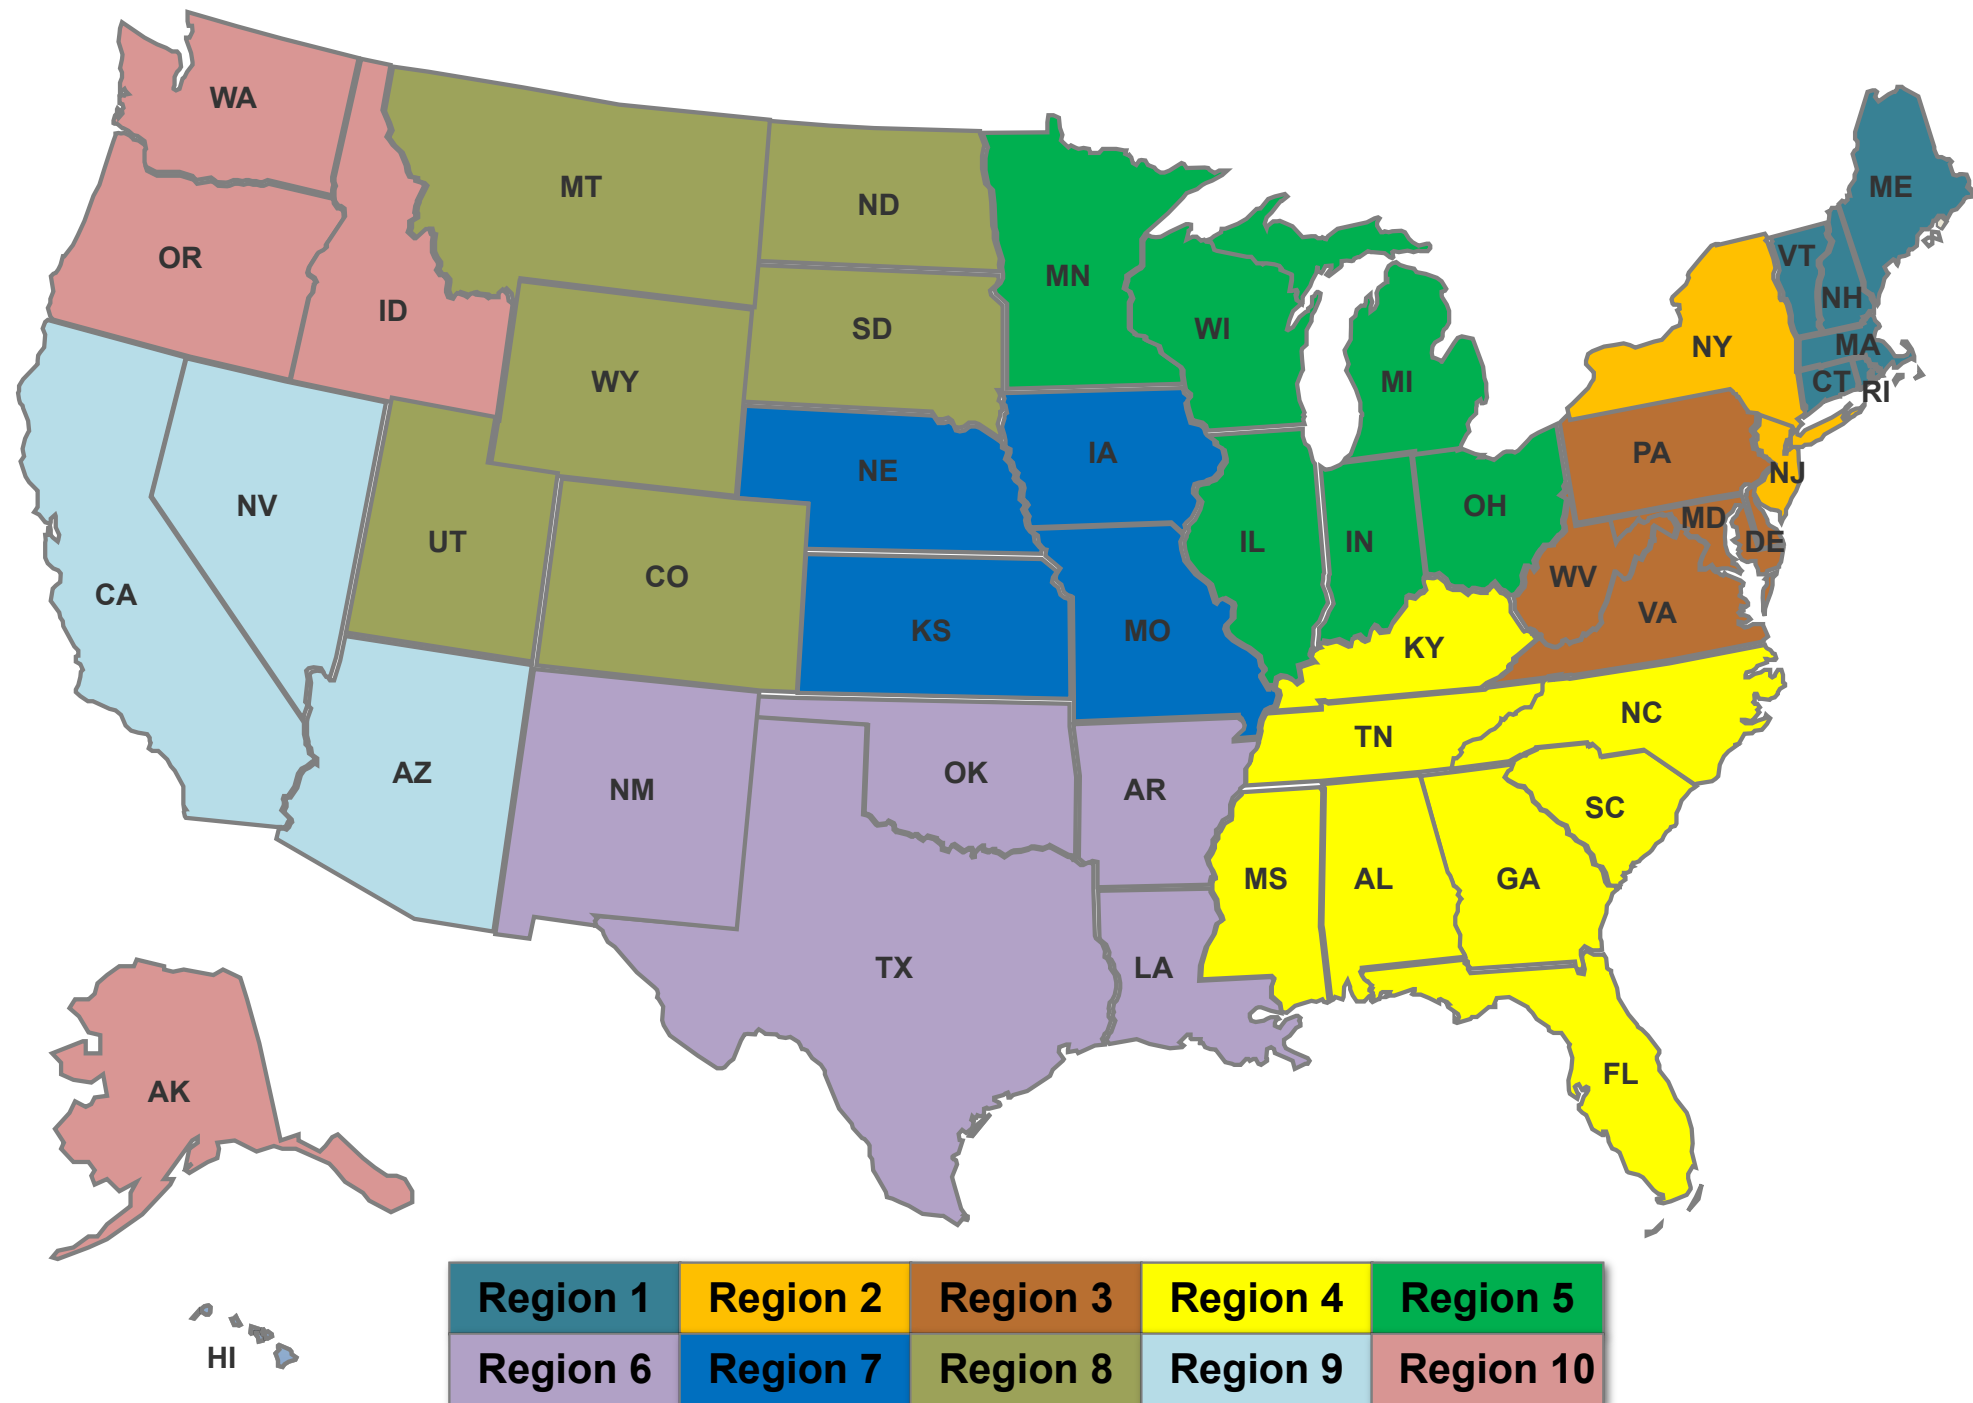 WA
OR
ID
MT
ND
MN
SD
WY
WI
MI
ME
VT
NH
NY
MA
CT
RI
NV
CA
UT
CO
NE
IA
KS
MO
IL
IN
OH
PA
NJ
MD
DE
WV
VA
KY
TN
NC
SC
AZ
NM
OK
AR
TX
LA
MS
AL
GA
FL
AK
HI
Region 1 Region 2 Region 3 Region 4 Region 5
Region 6 Region 7 Region 8 Region 9 Region 10